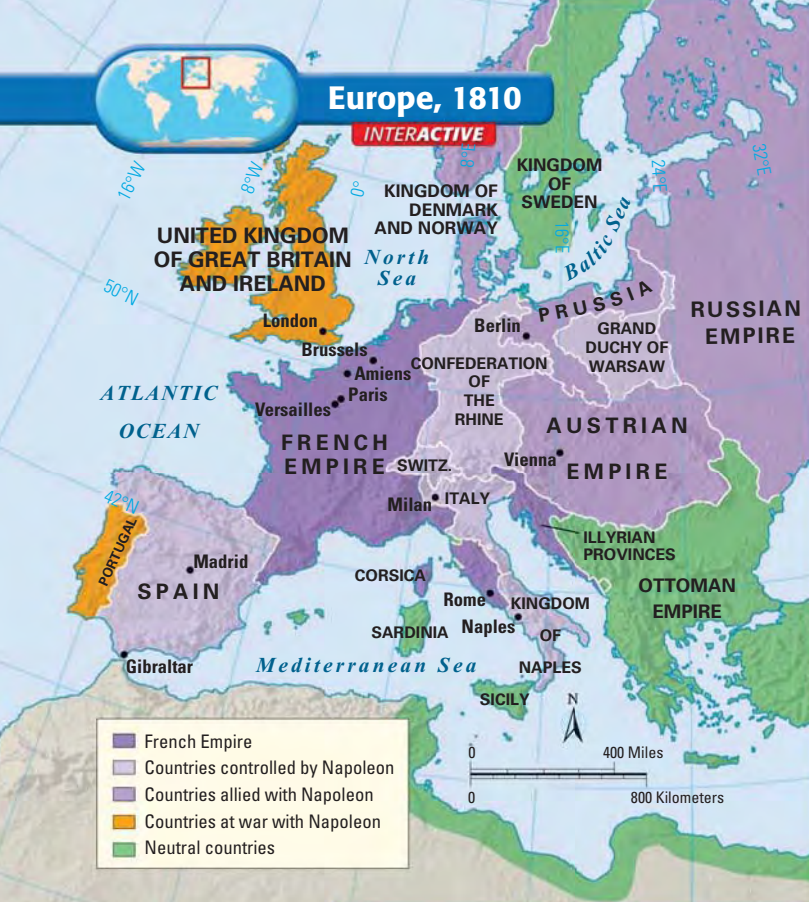 Europe, 1810
INTERACTIVE
16°W
8°W
0°
8°E
16°E
24°E
32°E
50°N
42°N
KINGDOM
OF
SWEDEN
KINGDOM OF
DENMARK
AND NORWAY
UNITED KINGDOM
OF GREAT BRITAIN
AND IRELAND
North
Sea
Baltic Sea
London
Brussels
Amiens
Paris
Versailles
Berlin
PRUSSIA
GRAND
DUCHY OF
WARSAW
RUSSIAN
EMPIRE
CONFEDERATION
OF
THE
RHINE
ATLANTIC
OCEAN
FRENCH
EMPIRE
AUSTRIAN
EMPIRE
Vienna
SWITZ.
Milan
ITALY
ILLYRIAN
PROVINCES
PORTUGAL
Madrid
SPAIN
CORSICA
Rome
KINGDOM
OF
NAPLES
Naples
OTTOMAN
EMPIRE
SARDINIA
Gibraltar
Mediterranean Sea
SICILY
N
0
400 Miles
0
800 Kilometers
French Empire
Countries controlled by Napoleon
Countries allied with Napoleon
Countries at war with Napoleon
Neutral countries